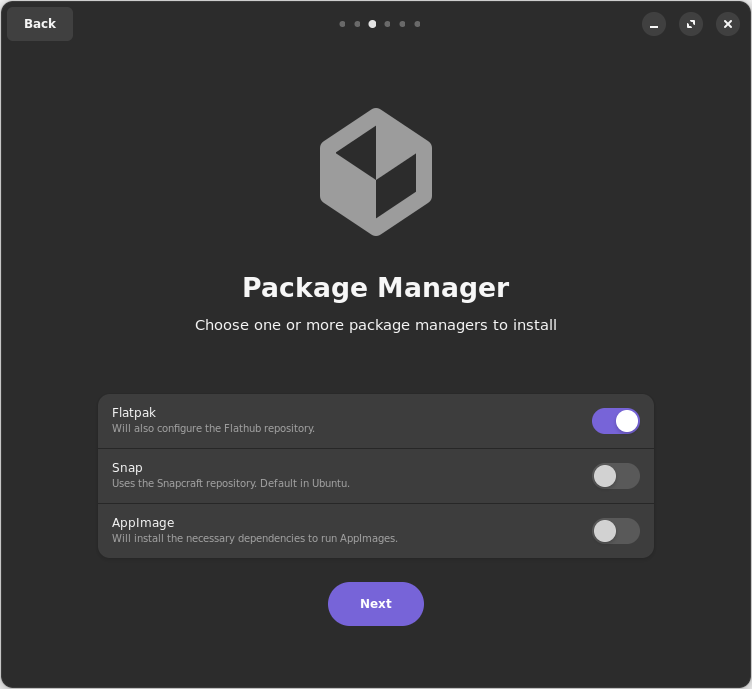 Back
Package Manager
Choose one or more package managers to install
Flatpak
Will also configure the Flathub repository.
Snap
Uses the Snapcraft repository. Default in Ubuntu.
AppImage
Will install the necessary dependencies to run AppImages.
Next